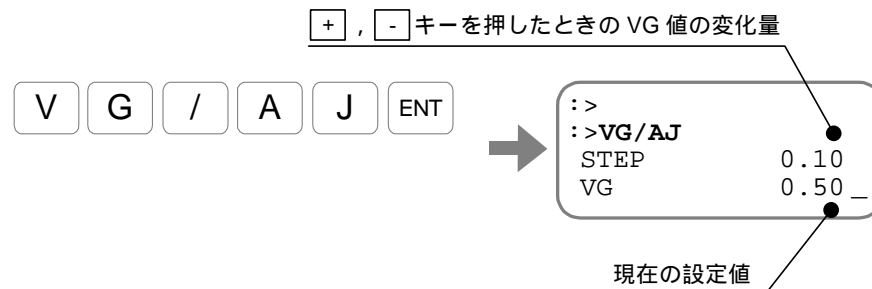 + , - キーを押したときの VG 値の変化量
V G / A J ENT
:>
:>VG/AJ
STEP 0.10
VG 0.50_
現在の設定値